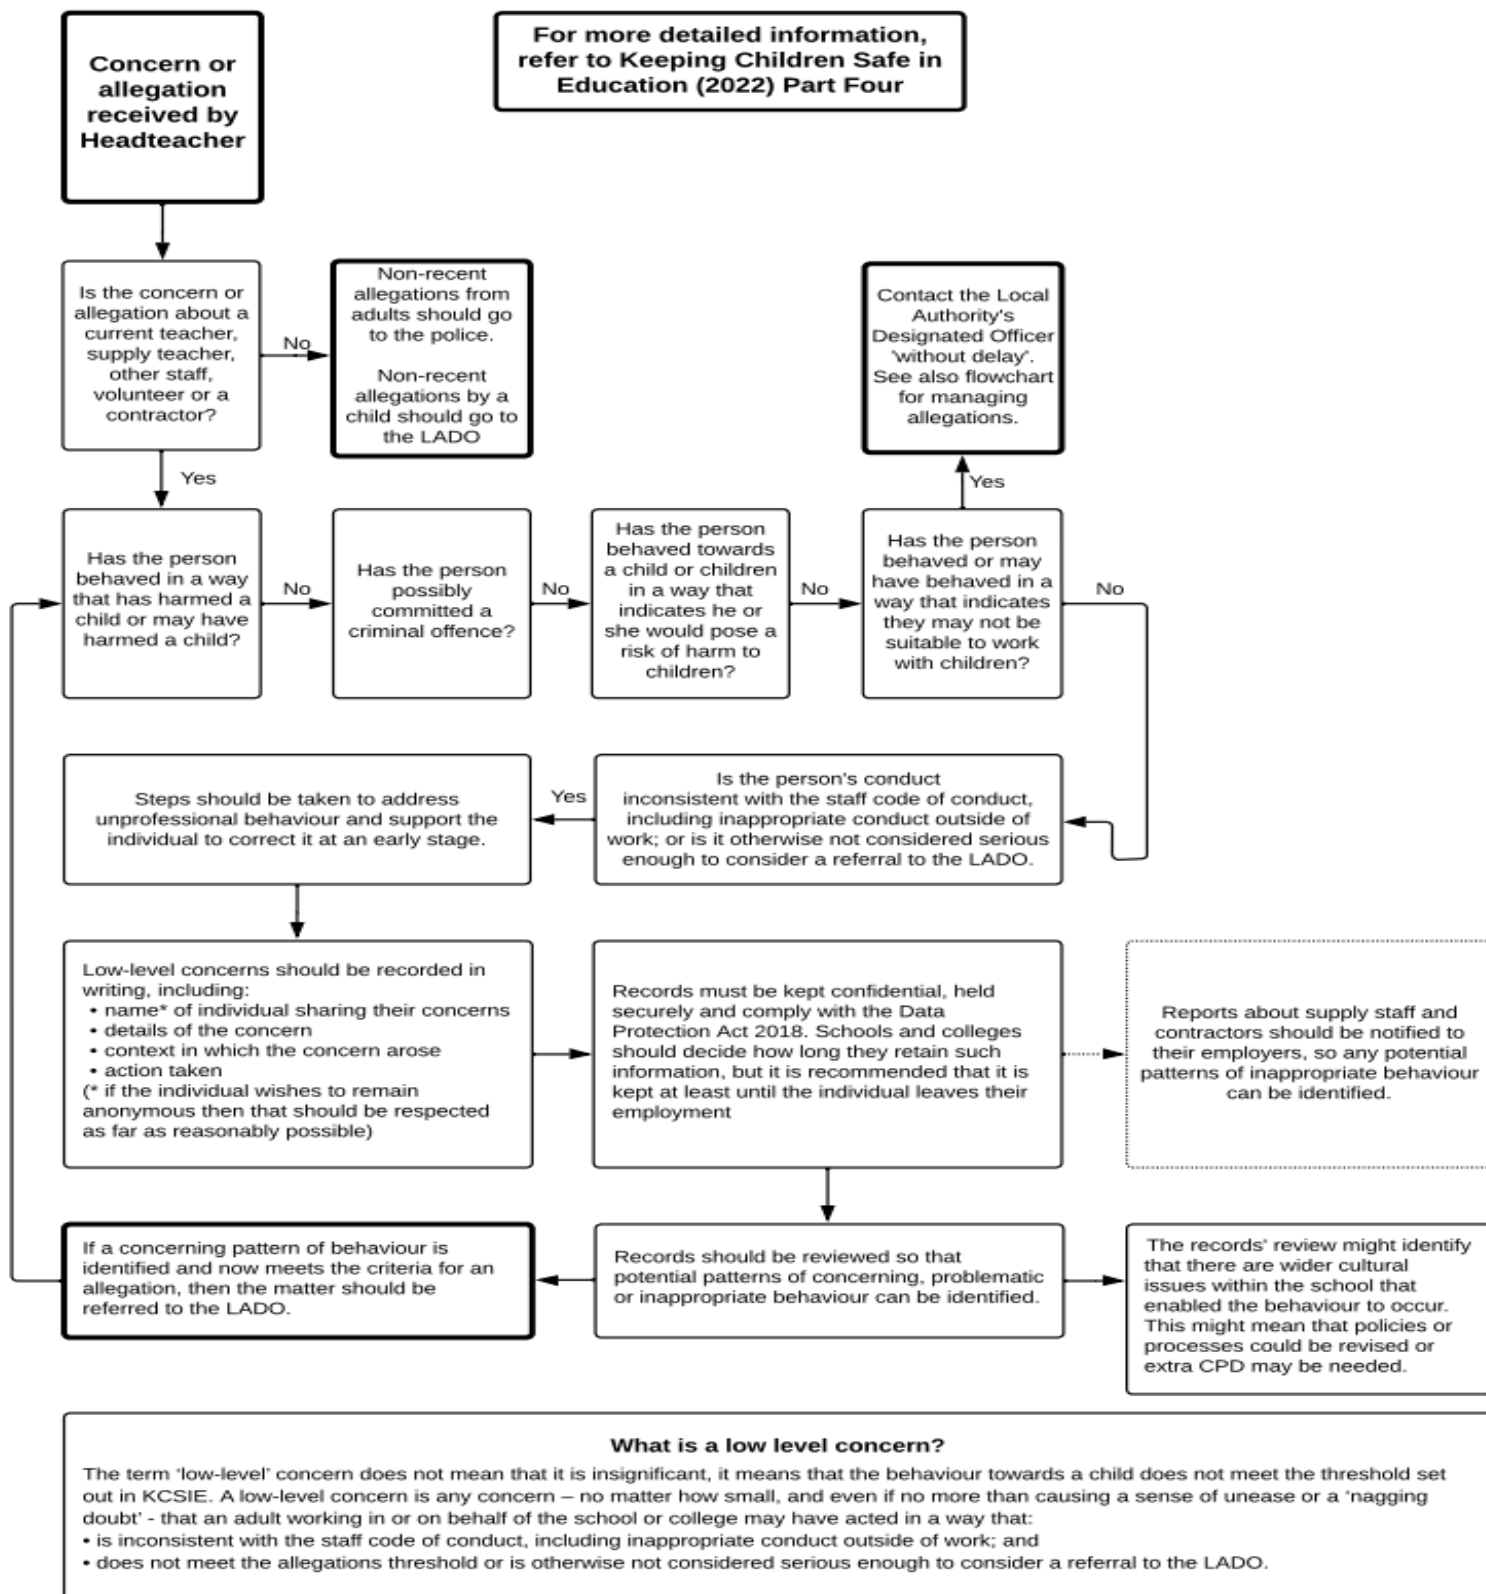 Concern or
allegation
received by
Headteacher
For more detailed information,
refer to Keeping Children Safe in
Education (2022) Part Four
Is the concern or
allegation about a
current teacher,
supply teacher,
other staff,
volunteer or a
contractor?
No
Non-recent
allegations from
adults should go
to the police.
Non-recent
allegations by a
child should go to
the LADO
Contact the Local
Authority's
Designated Officer
'without delay'.
See also flowchart
for managing
allegations.
Yes
Yes
Has the person
behaved in a way
that has harmed a
child or may have
harmed a child?
No
Has the person
possibly
committed a
criminal offence?
No
Has the person
behaved towards
a child or children
in a way that
indicates he or
she would pose a
risk of harm to
children?
No
Has the person
behaved or may
have behaved in a
way that indicates
they may not be
suitable to work
with children?
No
Is the person's conduct
inconsistent with the staff code of conduct,
including inappropriate conduct outside of
work; or is it otherwise not considered serious
enough to consider a referral to the LADO.
Yes
Steps should be taken to address
unprofessional behaviour and support the
individual to correct it at an early stage.
Low-level concerns should be recorded in
writing, including:
• name* of individual sharing their concerns
• details of the concern
• context in which the concern arose
• action taken
(* if the individual wishes to remain
anonymous then that should be respected
as far as reasonably possible)
Records must be kept confidential, held
securely and comply with the Data
Protection Act 2018. Schools and colleges
should decide how long they retain such
information, but it is recommended that it is
kept at least until the individual leaves their
employment
Reports about supply staff and
contractors should be notified to
their employers, so any potential
patterns of inappropriate behaviour
can be identified.
If a concerning pattern of behaviour is
identified and now meets the criteria for an
allegation, then the matter should be
referred to the LADO.
Records should be reviewed so that
potential patterns of concerning, problematic
or inappropriate behaviour can be identified.
The records' review might identify
that there are wider cultural
issues within the school that
enabled the behaviour to occur.
This might mean that policies or
processes could be revised or
extra CPD may be needed.
What is a low level concern?
The term 'low-level' concern does not mean that it is insignificant, it means that the behaviour towards a child does not meet the threshold set
out in KCSIE. A low-level concern is any concern – no matter how small, and even if no more than causing a sense of unease or a 'nagging
doubt' - that an adult working in or on behalf of the school or college may have acted in a way that:
• is inconsistent with the staff code of conduct, including inappropriate conduct outside of work; and
• does not meet the allegations threshold or is otherwise not considered serious enough to consider a referral to the LADO.